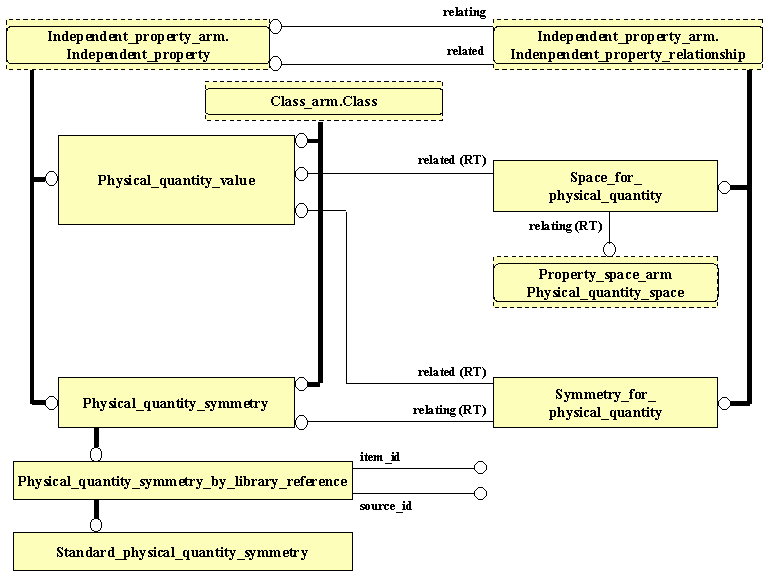 relating
Independent_property_arm.
Independent_property
Independent_property_arm.
Indenpendent_property_relationship
related
Class_arm.Class
Physical_quantity_value
related (RT)
Space_for_
physical_quantity
relating (RT)
Property_space_arm
Physical_quantity_space
related (RT)
Physical_quantity_symmetry
Symmetry_for_
physical_quantity
relating (RT)
item_id
Physical_quantity_symmetry_by_library_reference
source_id
Standard_physical_quantity_symmetry